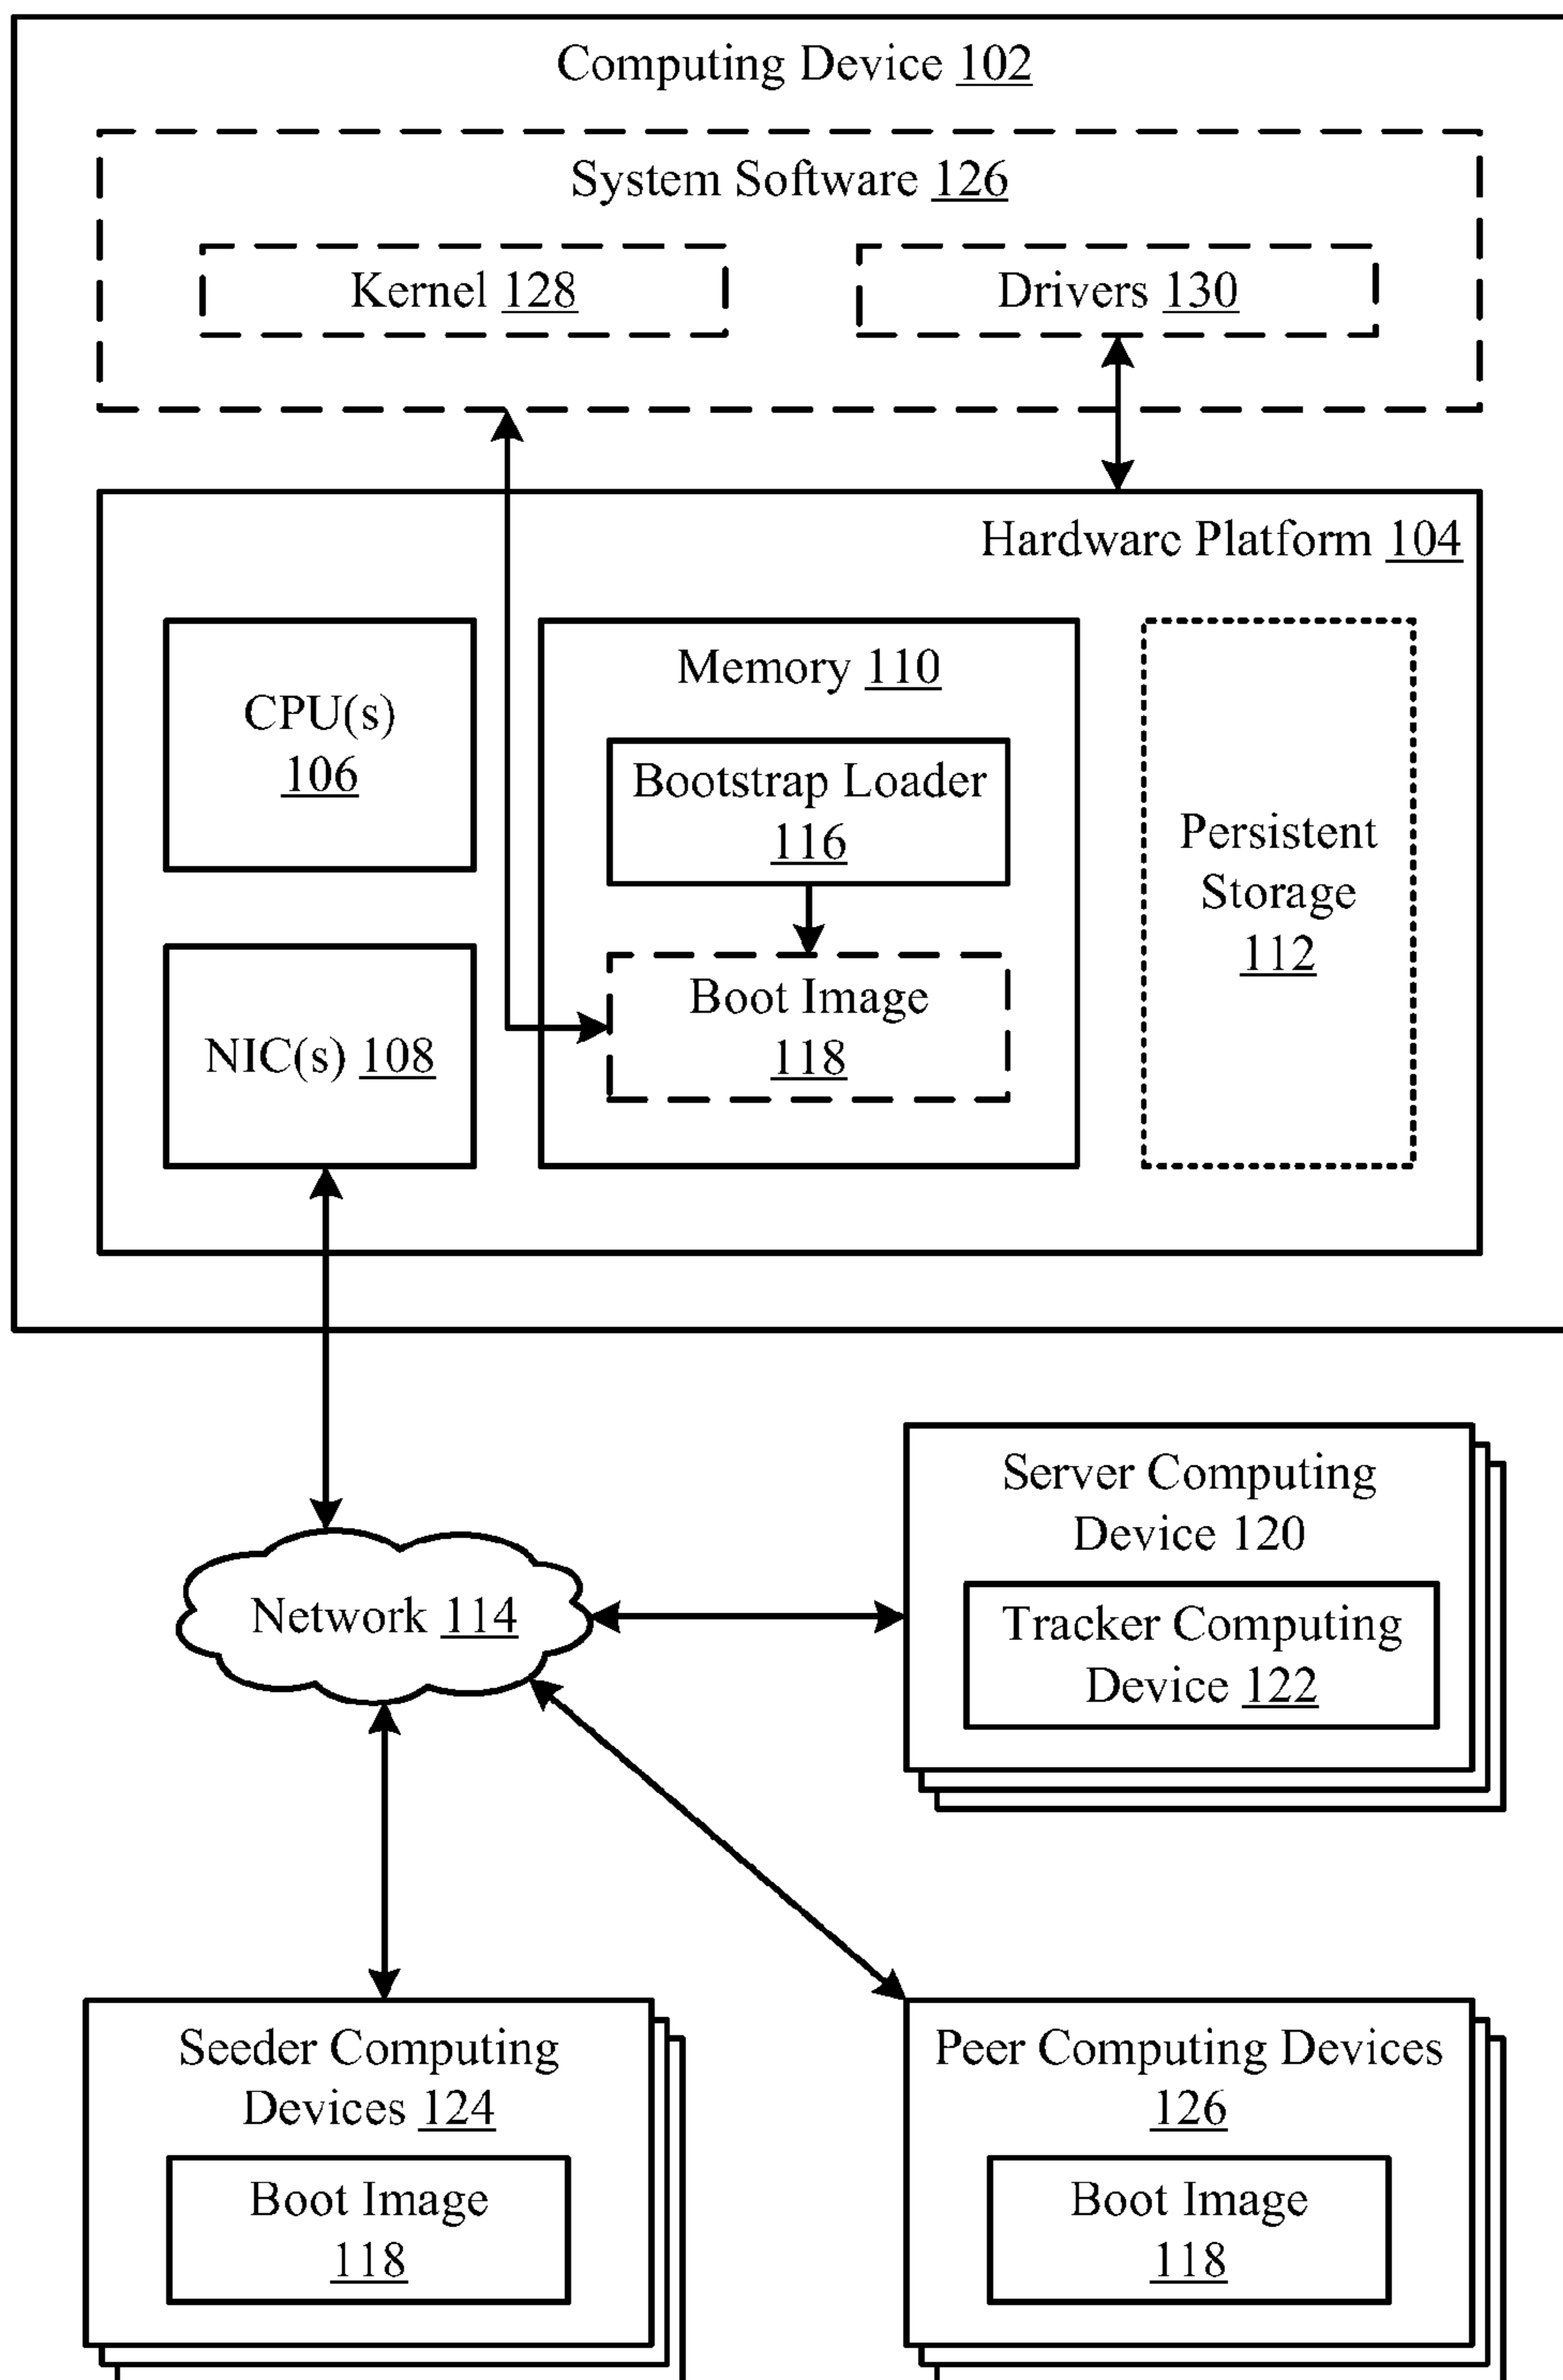 Computing Device 102
System Software 126
Kernel 128
Drivers 130
Hardware Platform 104
CPU(s)
106
Memory 110
Bootstrap Loader
116
Boot Image
118
Persistent
Storage
112
NIC(s) 108
Server Computing
Device 120
Tracker Computing
Device 122
Network 114
Seeder Computing
Devices 124
Boot Image
118
Peer Computing Devices
126
Boot Image
118